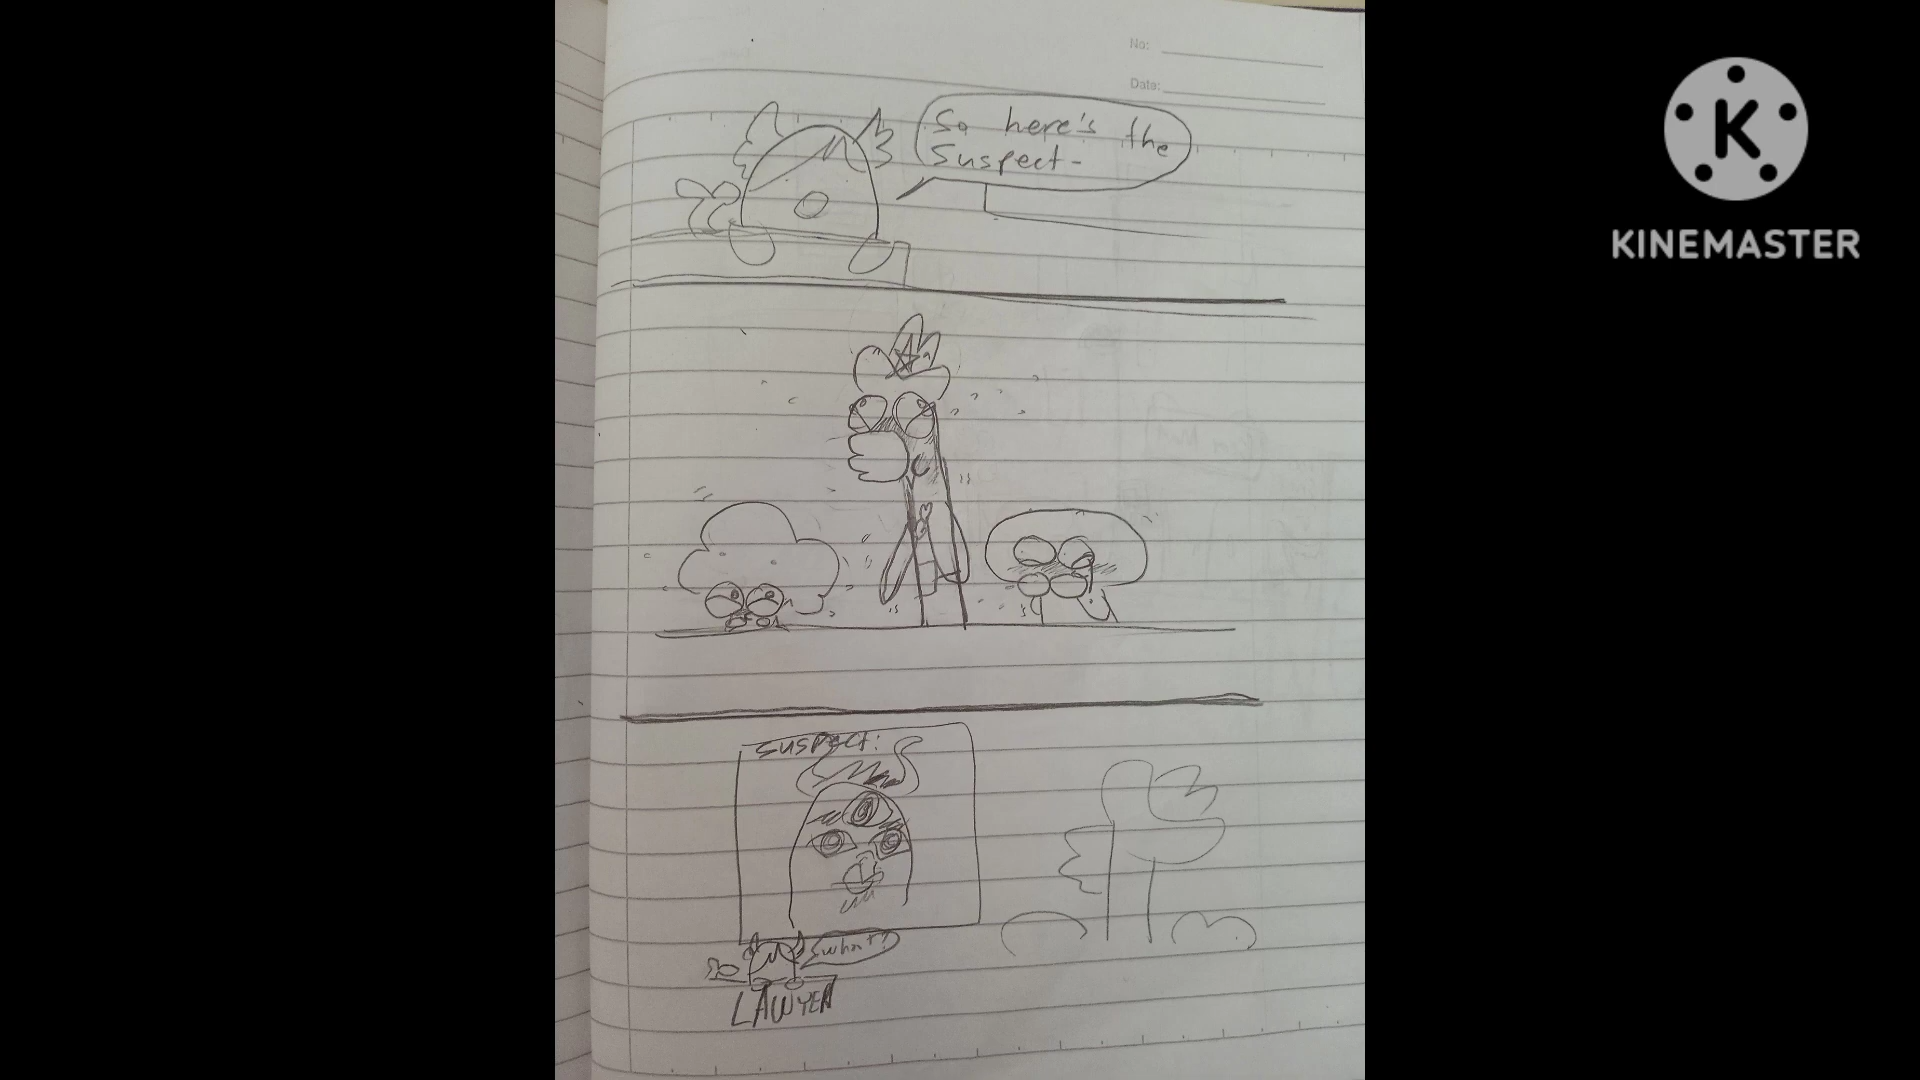 No:
Date:
So here's the
Suspect-
K
KINEMASTER
Suspect:
what?
LAWYER